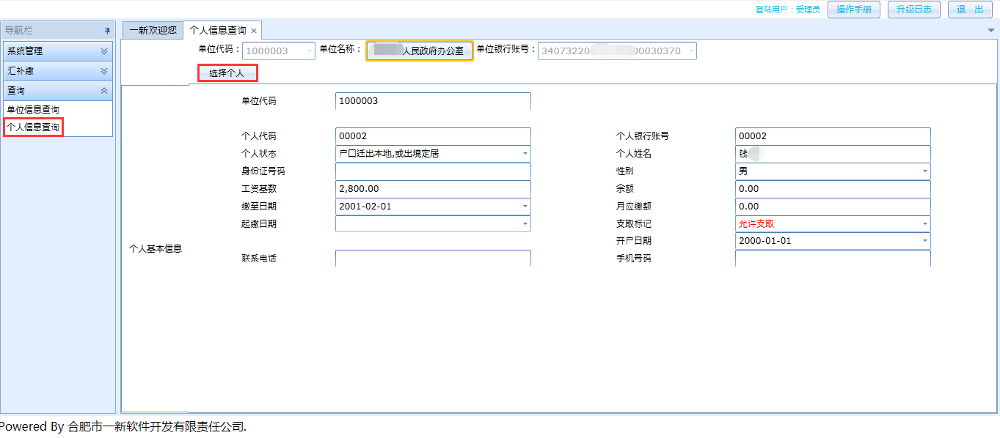 登陆用户：受理员 操作手册 升级日志 退 出
导航栏 一新欢迎您 个人信息查询
单位代码： 1000003 单位名称： 人民政府办公室 单位银行账号： 34073220 00030370
选择个人
系统管理
汇补缴
查询
单位信息查询
个人信息查询
单位代码 1000003
个人代码 00002 个人银行账号 00002
个人状态 户口迁出本地,或出境定居 个人姓名 钱
身份证号码 性别 男
工资基数 2,800.00 余额 0.00
缴至日期 2001-02-01 月应缴额 0.00
起缴日期 支取标记 允许支取
开户日期 2000-01-01
个人基本信息
联系电话 手机号码
Powered By 合肥市一新软件开发有限责任公司.